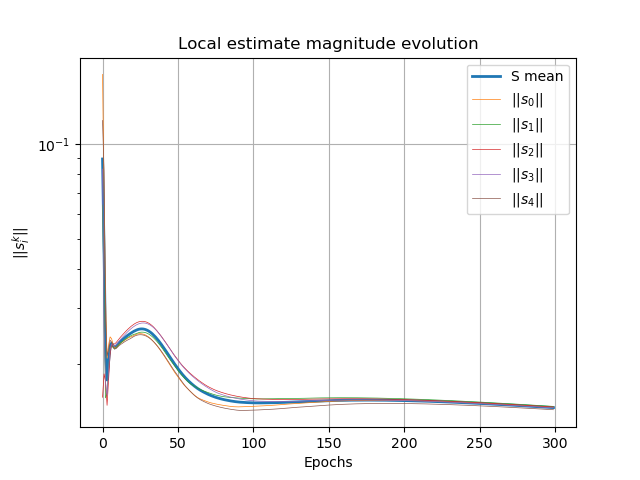 Local estimate magnitude evolution
S mean
||s₀||
||s₁||
||s₂||
||s₃||
||s₄||
10⁻¹
||sᵢᵏ||
0 50 100 150 200 250 300
Epochs